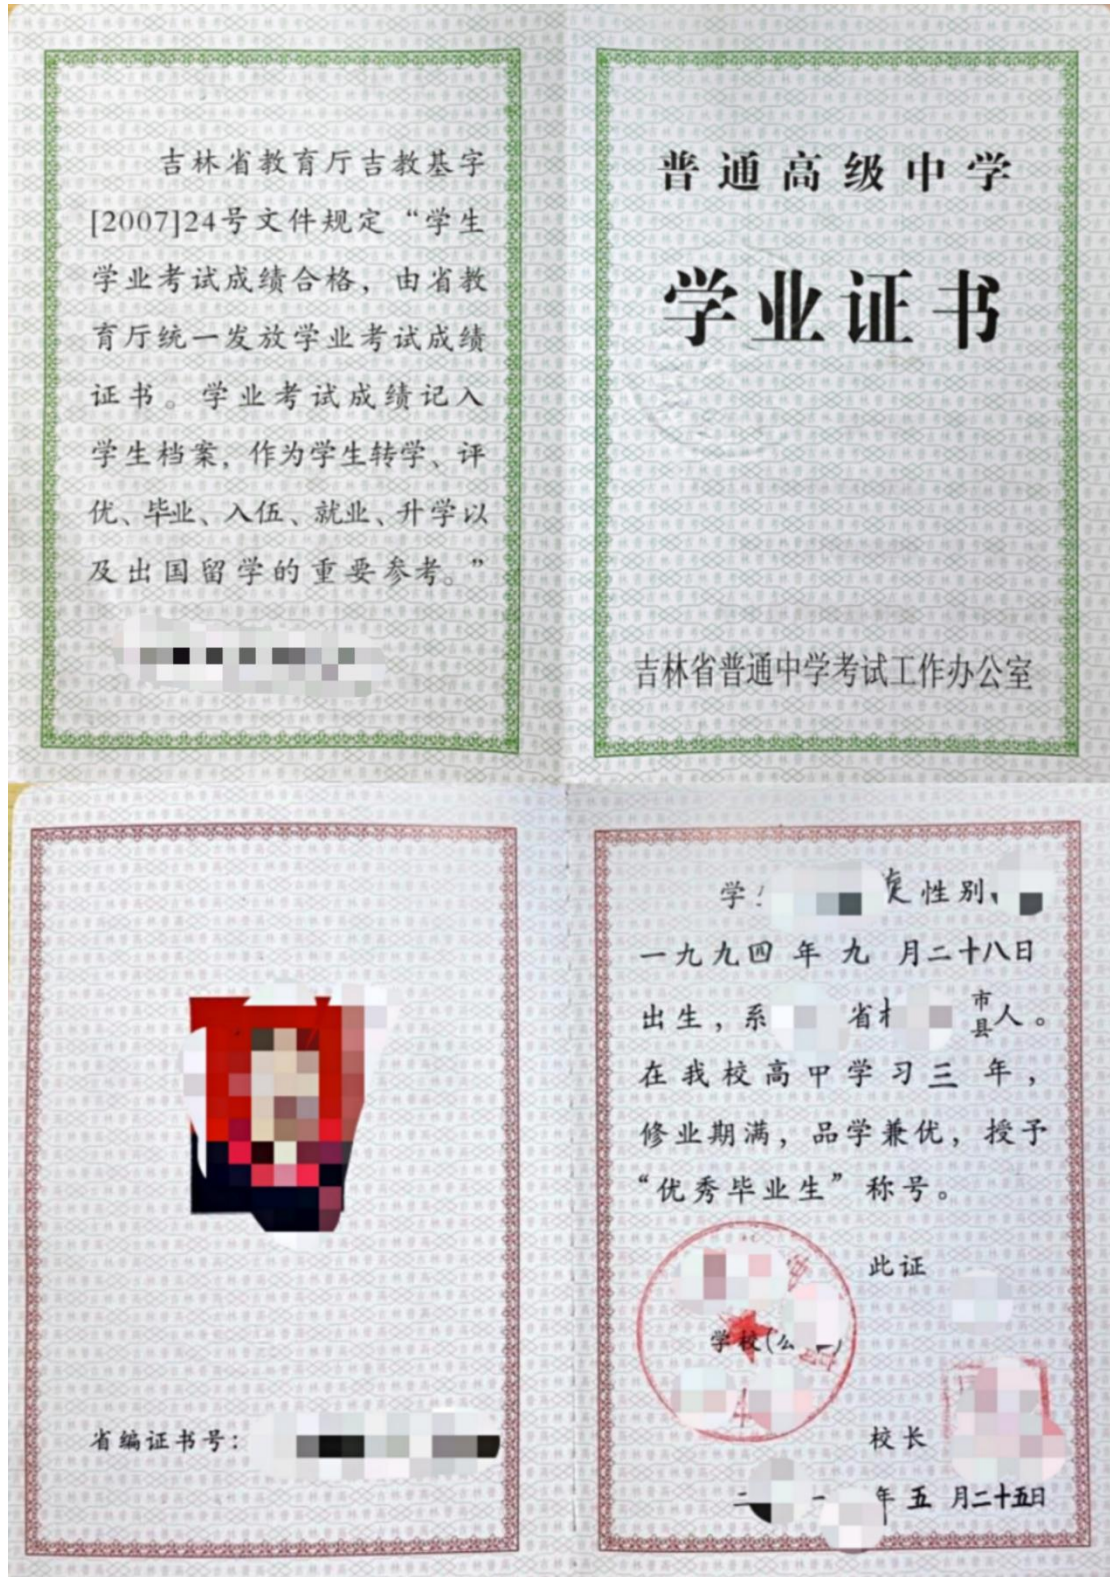 吉林省教育厅吉教基字
[2007]24号文件规定“学生
学业考试成绩合格，由省教
育厅统一发放学业考试成绩
证书。学业考试成绩记入
学生档案，作为学生转学、评
优、毕业、入伍、就业、升学以
及出国留学的重要参考。”
普通高级中学
学业证书
吉林省普通中学考试工作办公室
省编证书号：
学 性别
一九九四 年 九 月二十八日
出生，系 省 市县人。
在我校高中学习三 年，
修业期满，品学兼优，授予
“优秀毕业生”称号。
此证
学校(
校长
二 一 年 五 月二十五日